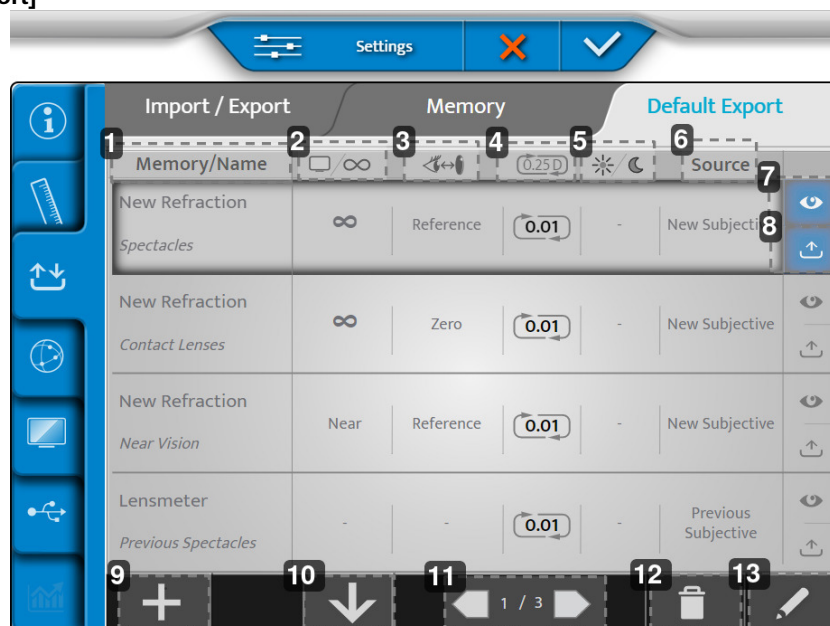 ort]
Settings
Import / Export
Memory
Default Export
1 2 3 4 5 6
Memory/Name
0.25 D
Source
7
New Refraction
Spectacles
∞
Reference
0.01
-
New Subjecti
8
New Refraction
Contact Lenses
∞
Zero
0.01
-
New Subjective
New Refraction
Near Vision
Near
Reference
0.01
-
New Subjective
Lensmeter
Previous Spectacles
-
-
0.01
-
Previous
Subjective
9 10 11 12 13
1 / 3